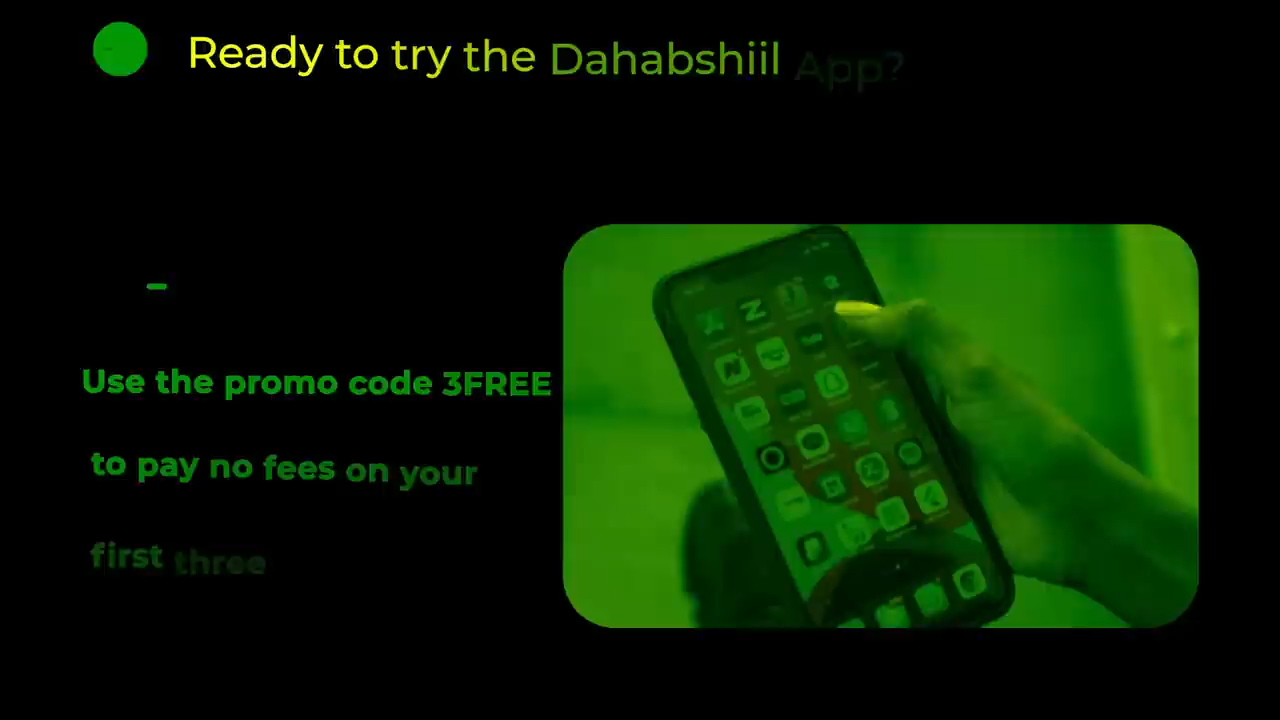 Ready to try the Dahabshiil App?
Use the promo code 3FREE
to pay no fees on your
first three